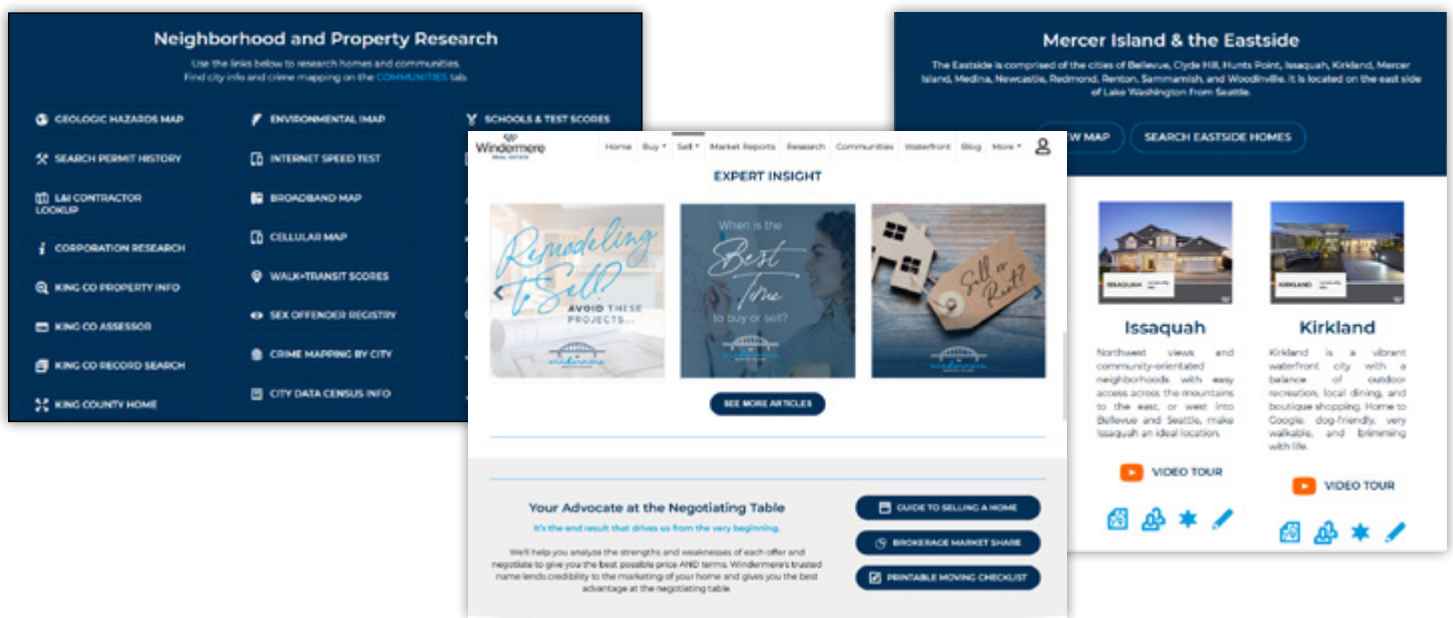 Neighborhood and Property Research
Use the links below to research homes and communities.
Find city info and crime mapping on the COMMUNITIES tab.
GEOLOGIC HAZARDS MAP
SEARCH PERMIT HISTORY
L&I CONTRACTOR
LOOKUP
CORPORATION RESEARCH
KING CO PROPERTY INFO
KING CO ASSESSOR
KING CO RECORD SEARCH
KING COUNTY HOME
ENVIRONMENTAL IMAP
INTERNET SPEED TEST
BROADBAND MAP
CELLULAR MAP
WALK+TRANSIT SCORES
SEX OFFENDER REGISTRY
CRIME MAPPING BY CITY
CITY DATA CENSUS INFO
SCHOOLS & TEST SCORES
Windermere
REAL ESTATE
Home Buy Sell Market Reports Research Communities Waterfront Blog More
EXPERT INSIGHT
Remodeling
to Sell?
AVOID THESE
PROJECTS...
windermere
When is the
Best
Time
to buy or sell?
windermere
Sell or
Rent?
windermere
SEE MORE ARTICLES
Your Advocate at the Negotiating Table
It's the end result that drives us from the very beginning.
We'll help you analyze the strengths and weaknesses of each offer and
negotiate to give you the best possible price AND terms. Windermere's trusted
name lends credibility to the marketing of your home and gives you the best
advantage at the negotiating table.
GUIDE TO SELLING A HOME
BROKERAGE MARKET SHARE
PRINTABLE MOVING CHECKLIST
Mercer Island & the Eastside
The Eastside is comprised of the cities of Bellevue, Clyde Hill, Hunts Point, Issaquah, Kirkland, Mercer
Island, Medina, Newcastle, Redmond, Renton, Sammamish, and Woodinville. It is located on the east side
of Lake Washington from Seattle.
EW MAP
SEARCH EASTSIDE HOMES
ISSAQUAH
Issaquah
Northwest views and
community-orientated
neighborhoods with easy
access across the mountains
to the east, or west into
Bellevue and Seattle, make
Issaquah an ideal location.
VIDEO TOUR
KIRKLAND
Kirkland
Kirkland is a vibrant
waterfront city with a
balance of outdoor
recreation, local dining, and
boutique shopping. Home to
Google, dog-friendly, very
walkable, and brimming
with life.
VIDEO TOUR